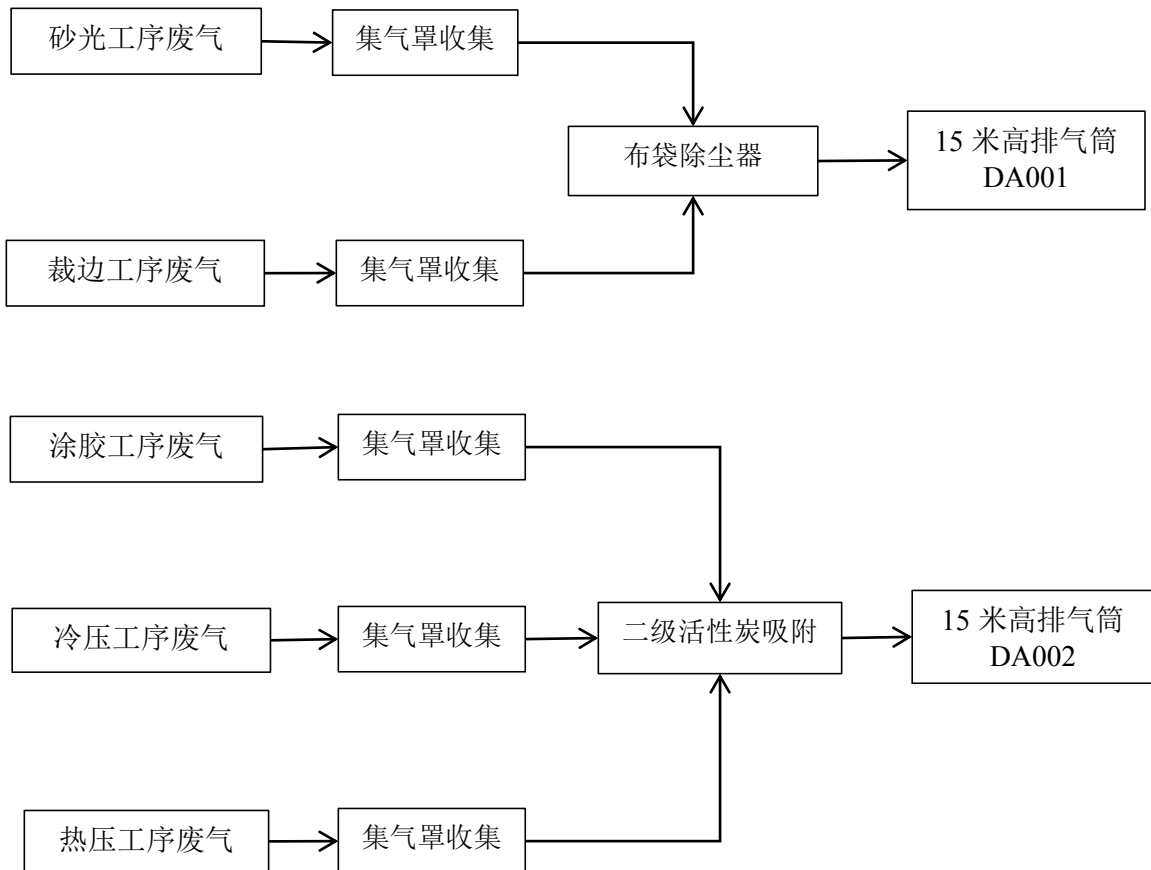 砂光工序废气
集气罩收集
布袋除尘器
15 米高排气筒
DA001
裁边工序废气
集气罩收集
涂胶工序废气
集气罩收集
冷压工序废气
集气罩收集
二级活性炭吸附
15 米高排气筒
DA002
热压工序废气
集气罩收集